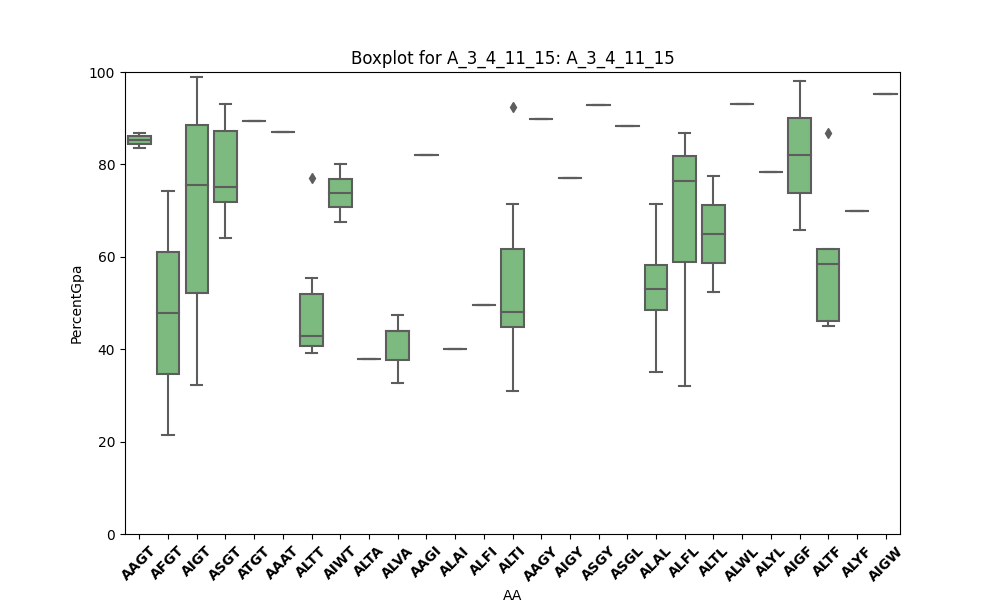 Boxplot for A_3_4_11_15: A_3_4_11_15
100
80
60
40
20
0
PercentGpa
AAGT AFGT AIGT ASGT ATGT AAAT ALTT AIWT ALTA ALVA AAGI ALAI ALFI ALTI AAGY AIGY ASGY ASGL ALAL ALFL ALTL ALWL ALYL AIGF ALTF ALYF AIGW
AA